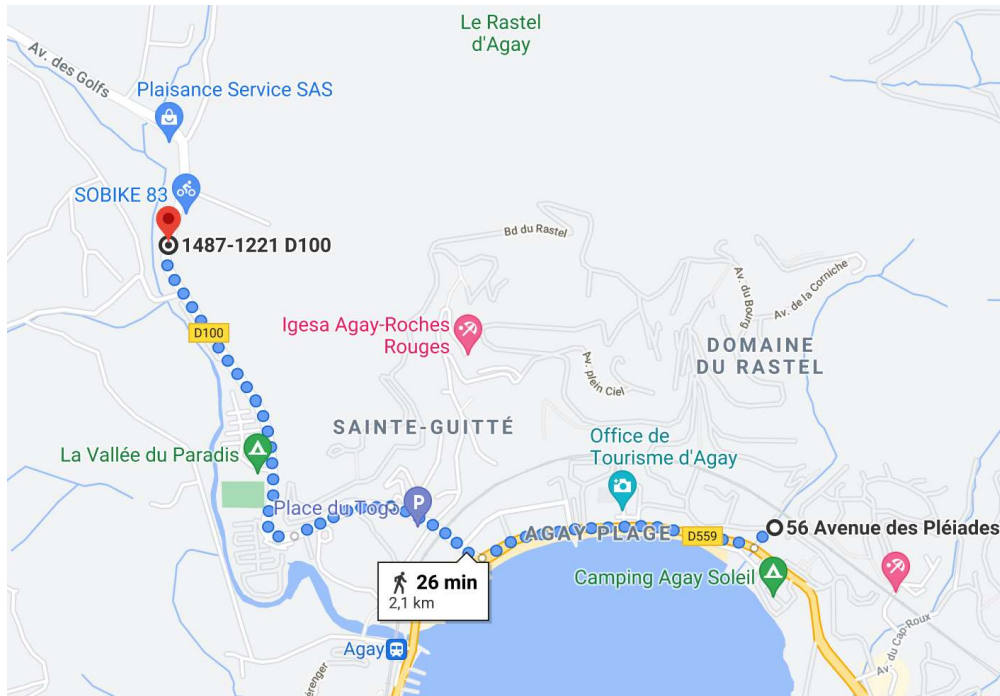 Le Rastel
d'Agay
Av. des Golfs
Plaisance Service SAS
SOBIKE 83
1487-1221 D100
Bd du Rastel
Av. du Bourg
Av. de la Corniche
D100
Igesa Agay-Roches
Rouges
DOMAINE
DU RASTEL
Av. plein Ciel
SAINTE-GUITTÉ
Office de
Tourisme d'Agay
La Vallée du Paradis
Place du Togo
P
AGAY PLAGE
D559
56 Avenue des Pléiades
26 min
2,1 km
Camping Agay Soleil
Agay
Av. du Cap-Roux
érenger